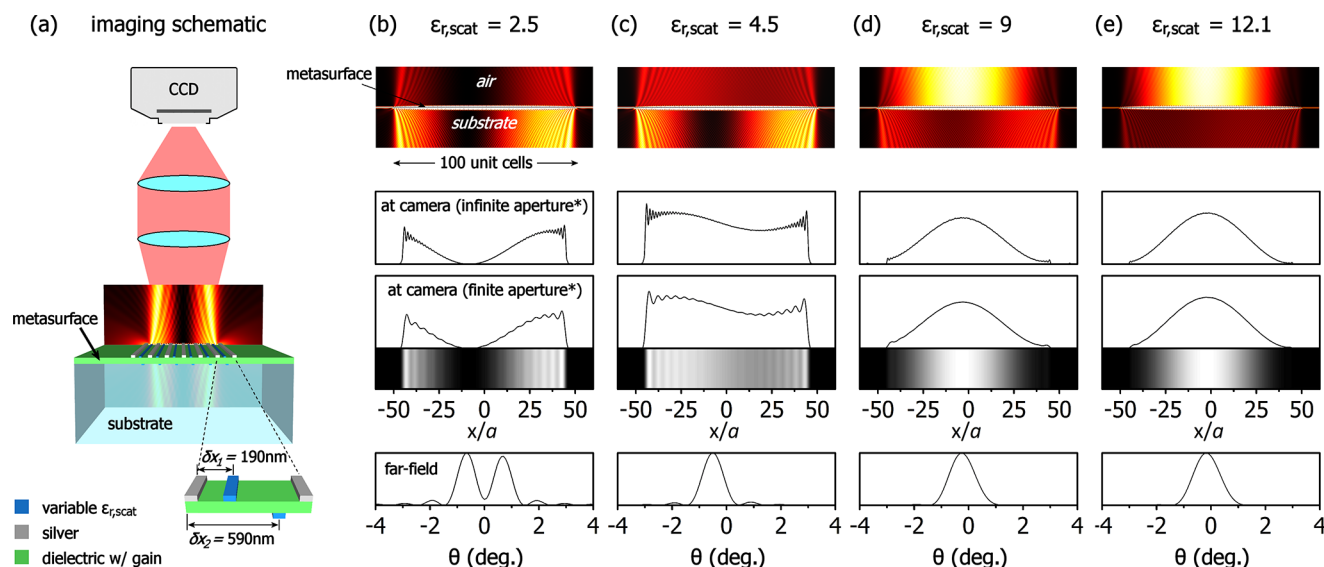 (a) imaging schematic
(b) εr,scat = 2.5
(c) εr,scat = 4.5
(d) εr,scat = 9
(e) εr,scat = 12.1
CCD
metasurface
air
substrate
100 unit cells
at camera (infinite aperture*)
at camera (finite aperture*)
metasurface
substrate
-50 -25 0 25 50
-50 -25 0 25 50
-50 -25 0 25 50
-50 -25 0 25 50
x/a
x/a
x/a
x/a
δx1 = 190nm
δx2 = 590nm
variable εr,scat
silver
dielectric w/ gain
far-field
-4 -2 0 2 4
-4 -2 0 2 4
-4 -2 0 2 4
-4 -2 0 2 4
θ (deg.)
θ (deg.)
θ (deg.)
θ (deg.)